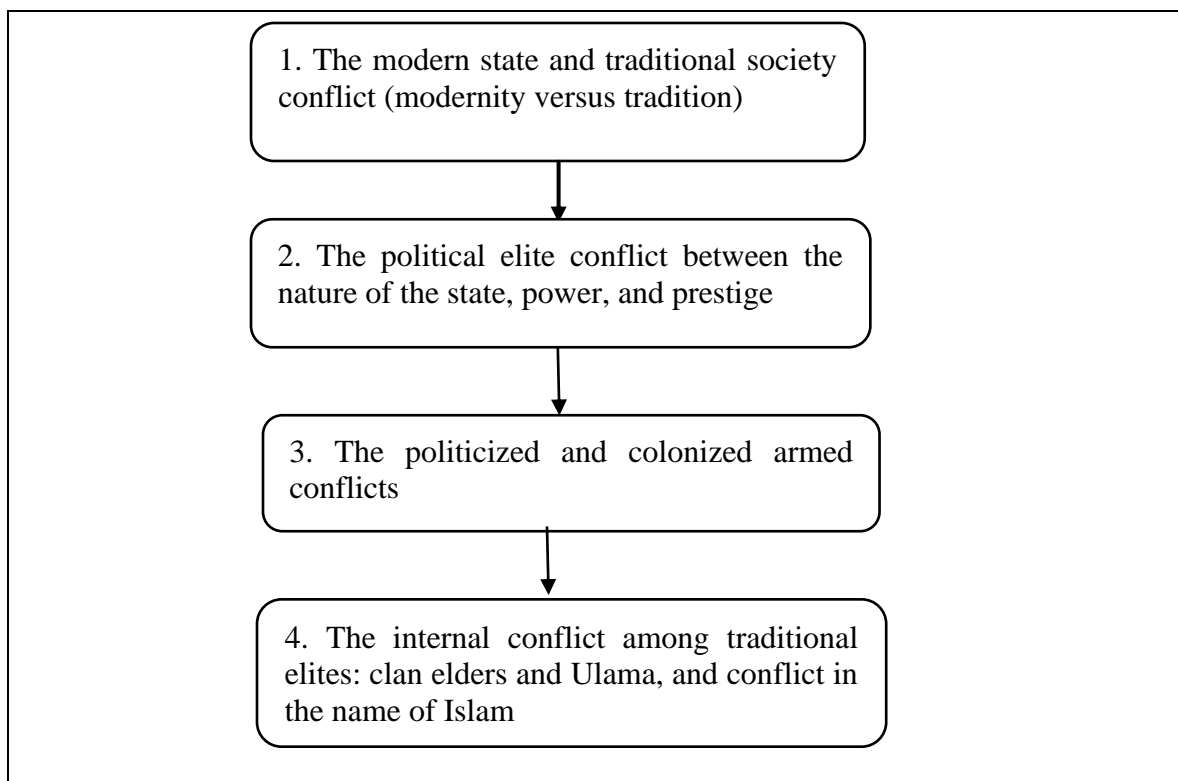 1. The modern state and traditional society
conflict (modernity versus tradition)
2. The political elite conflict between the
nature of the state, power, and prestige
3. The politicized and colonized armed
conflicts
4. The internal conflict among traditional
elites: clan elders and Ulama, and conflict in
the name of Islam